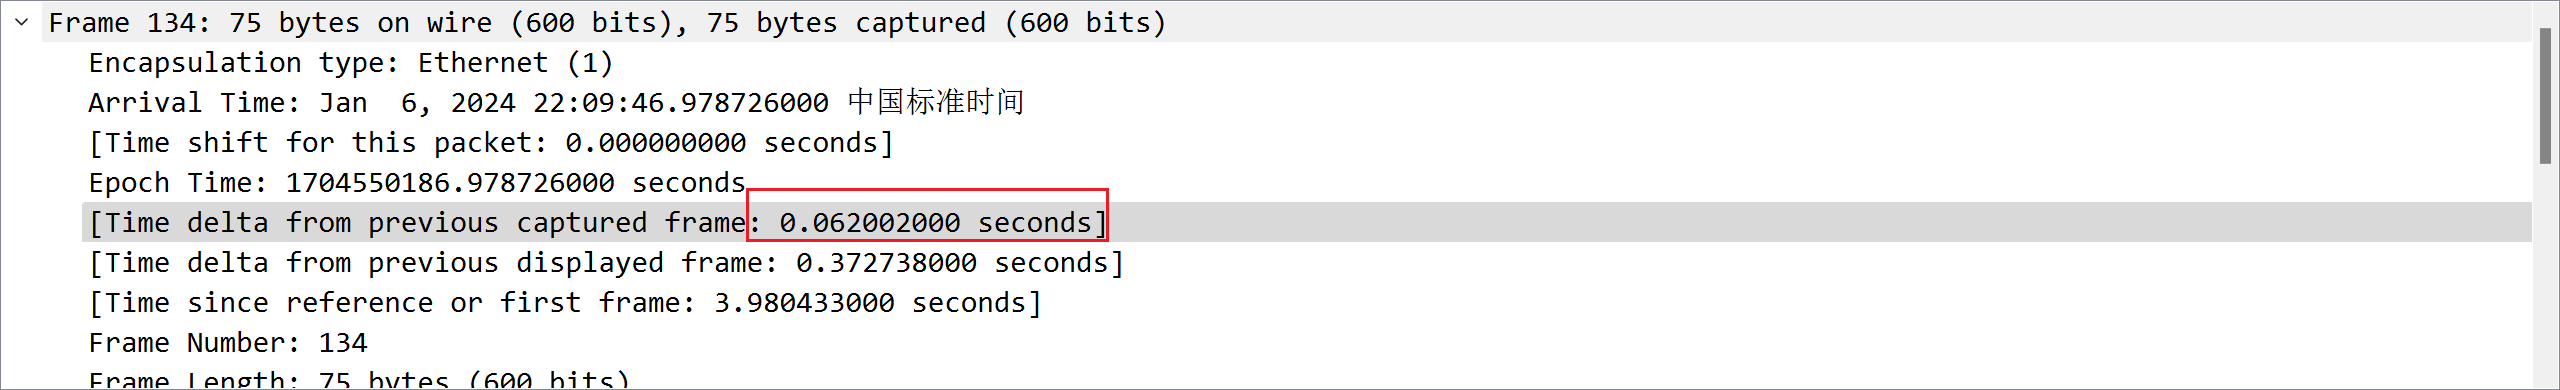 Frame 134: 75 bytes on wire (600 bits), 75 bytes captured (600 bits)
Encapsulation type: Ethernet (1)
Arrival Time: Jan  6, 2024 22:09:46.978726000 中国标准时间
[Time shift for this packet: 0.000000000 seconds]
Epoch Time: 1704550186.978726000 seconds
[Time delta from previous captured frame: 0.062002000 seconds]
[Time delta from previous displayed frame: 0.372738000 seconds]
[Time since reference or first frame: 3.980433000 seconds]
Frame Number: 134
Frame Length: 75 bytes (600 bits)